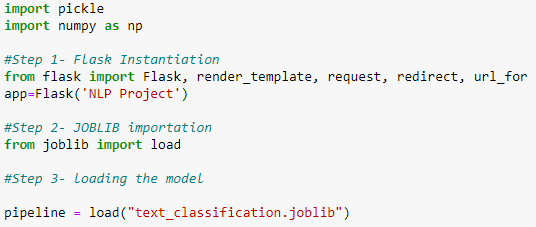 import pickle
import numpy as np
#Step 1- Flask Instantiation
from flask import Flask, render_template, request, redirect, url_for
app=Flask('NLP Project')
#Step 2- JOBLIB importation
from joblib import load
#Step 3- loading the model
pipeline = load("text_classification.joblib")